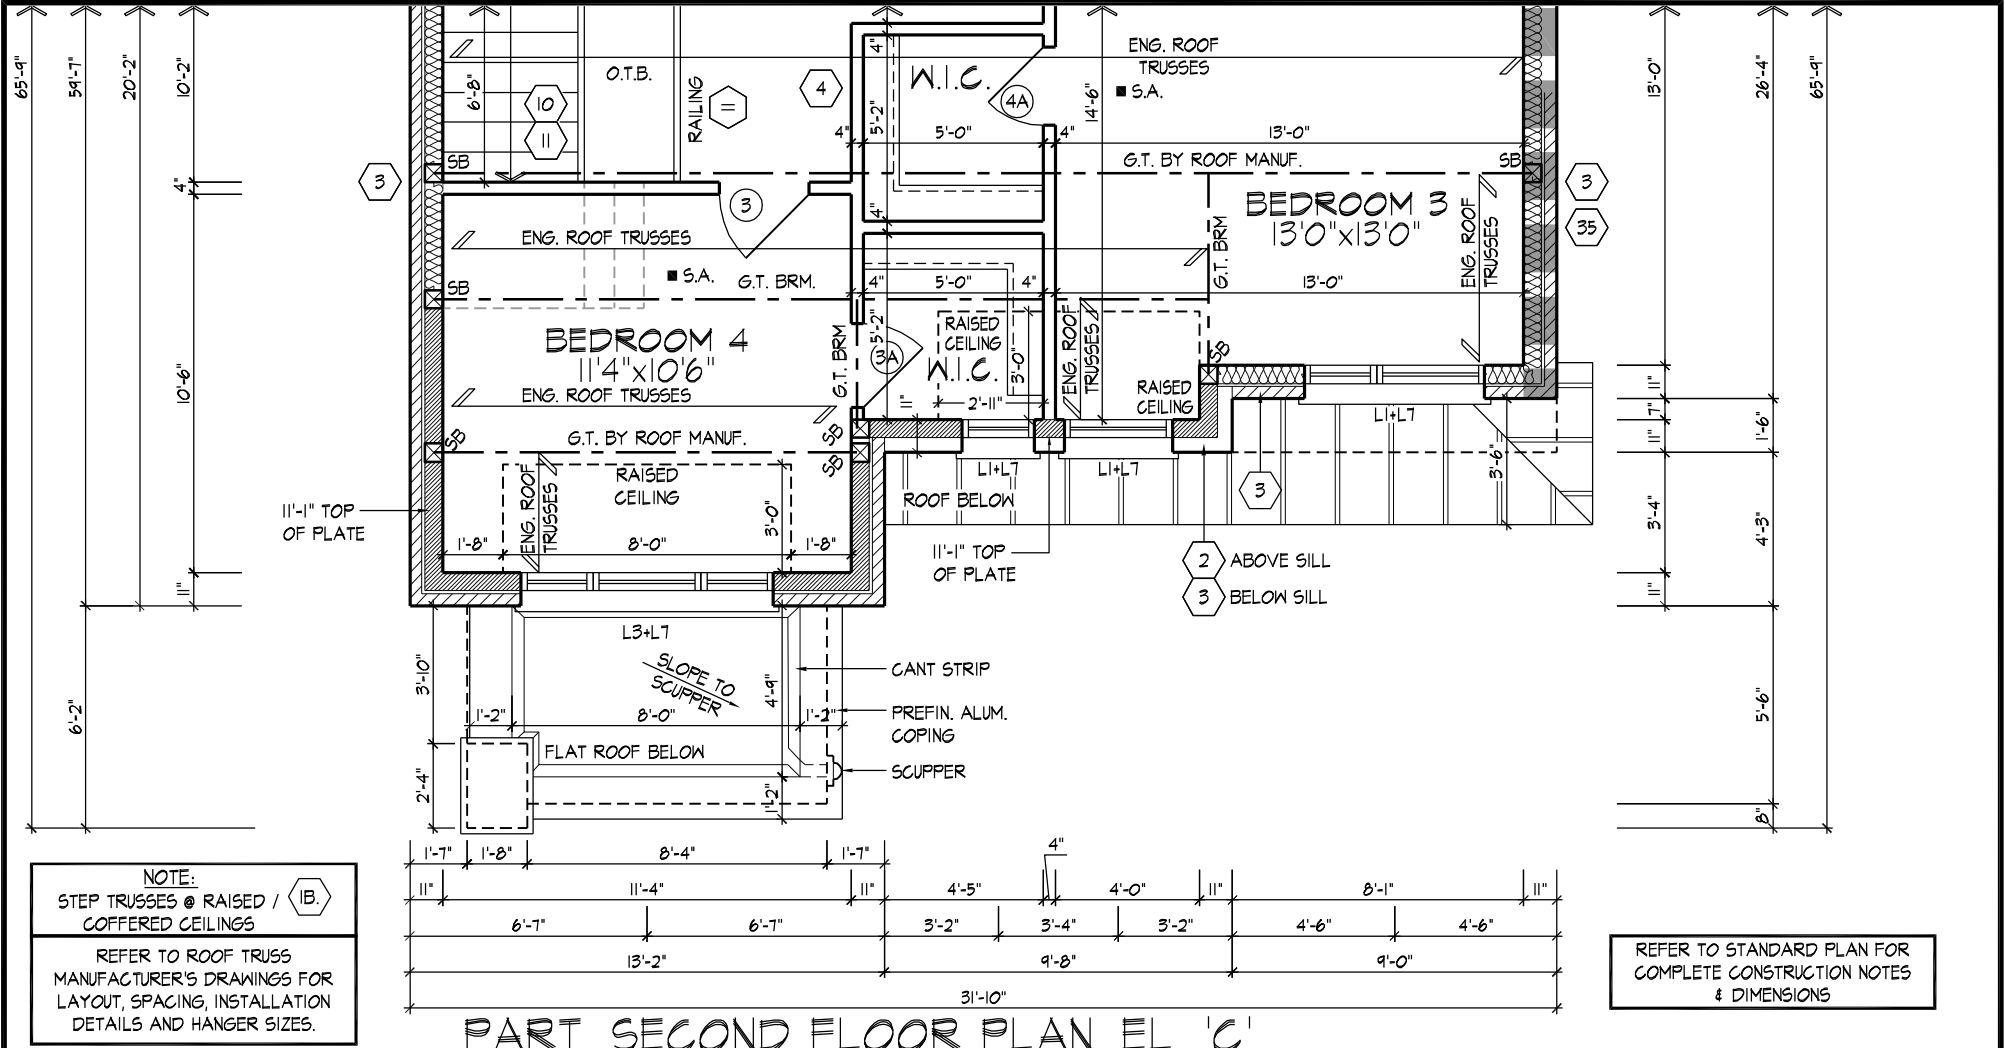 65'-9"
59'-7"
20'-2"
10'-2"
6'-8"
O.T.B.
10
11
RAILING
11
4
4"
W.I.C.
5'-2"
4A
4"
5'-0"
4"
14'-6"
ENG. ROOF
TRUSSES
S.A.
13'-0"
G.T. BY ROOF MANUF.
SB
SB
13'-0"
26'-4"
65'-9"
4"
3
3
3
35
BEDROOM 3
13'0"x13'0"
ENG. ROOF
TRUSSES
G.T. BRM
4"
ENG. ROOF TRUSSES
S.A.
G.T. BRM.
SB
4"
5'-0"
4"
13'-0"
BEDROOM 4
11'4"x10'6"
ENG. ROOF TRUSSES
G.T. BRM
5'-2"
3A
RAISED
CEILING
W.I.C.
3'-0"
2'-11"
11"
ENG. ROOF
TRUSSES
RAISED
CEILING
SB
10'-6"
11"
7"
11"
1'-6"
L1+L7
3'-6"
G.T. BY ROOF MANUF.
SB
SB
SB
L1+L7
L1+L7
ROOF BELOW
3
RAISED
CEILING
ENG. ROOF
TRUSSES
3'-0"
11'-1" TOP
OF PLATE
1'-8"
8'-0"
1'-8"
11'-1" TOP
OF PLATE
2
ABOVE SILL
3
BELOW SILL
3'-4"
4'-3"
11"
11"
L3+L7
3'-10"
SLOPE TO
SCUPPER
4'-9"
CANT STRIP
1'-2"
8'-0"
1'-2"
PREFIN. ALUM.
COPING
6'-2"
5'-6"
FLAT ROOF BELOW
SCUPPER
2'-4"
1'-2"
8"
1'-7"
1'-8"
8'-4"
1'-7"
4"
11"
11'-4"
11"
4'-5"
4'-0"
11"
8'-1"
11"
6'-7"
6'-7"
3'-2"
3'-4"
3'-2"
4'-6"
4'-6"
13'-2"
9'-8"
9'-0"
31'-10"
NOTE:
STEP TRUSSES @ RAISED / 1B.
COFFERED CEILINGS
REFER TO ROOF TRUSS
MANUFACTURER'S DRAWINGS FOR
LAYOUT, SPACING, INSTALLATION
DETAILS AND HANGER SIZES.
REFER TO STANDARD PLAN FOR
COMPLETE CONSTRUCTION NOTES
& DIMENSIONS
PART SECOND FLOOR PLAN EL 'C'